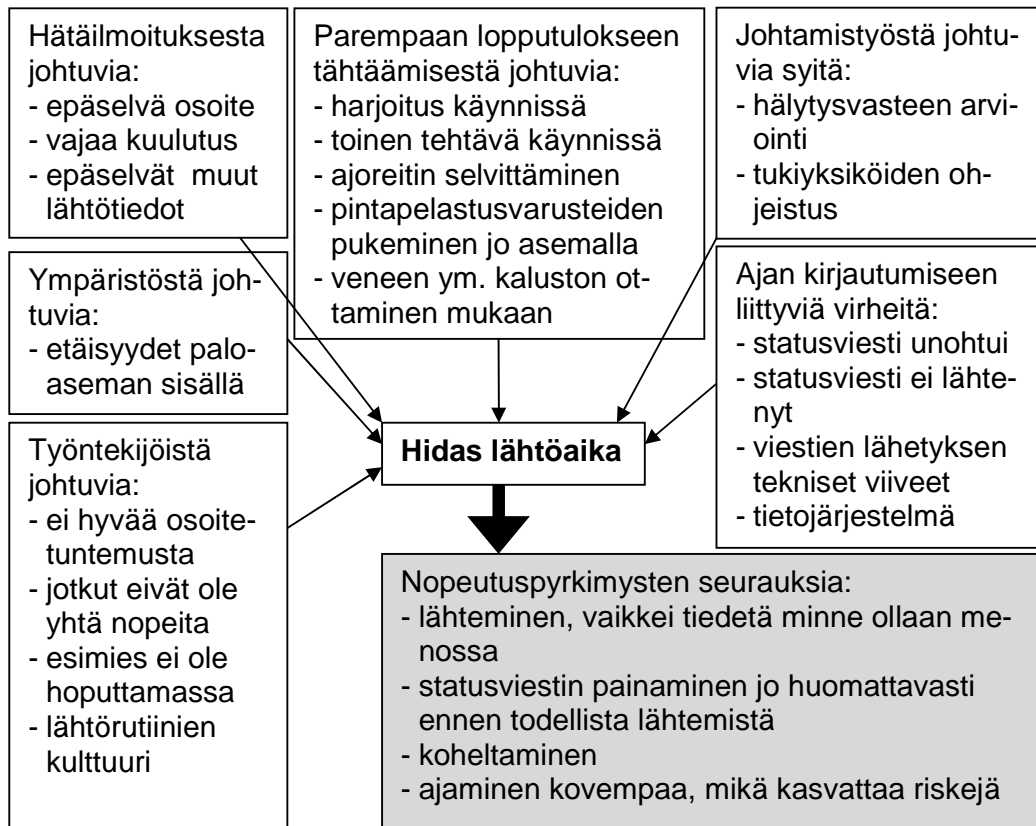 Hätäilmoituksesta
johtuvia:
- epäselvä osoite
- vajaa kuulutus
- epäselvät muut
lähtötiedot
Parempaan lopputulokseen
tähtäämisestä johtuvia:
- harjoitus käynnissä
- toinen tehtävä käynnissä
- ajoreitin selvittäminen
- pintapelastusvarusteiden
pukeminen jo asemalla
- veneen ym. kaluston ot-
taminen mukaan
Johtamistyöstä johtu-
via syitä:
- hälytysvasteen arvi-
ointi
- tukiyksiköiden oh-
jeistus
Ympäristöstä joh-
tuvia:
- etäisyydet palo-
aseman sisällä
Ajan kirjautumiseen
liittyviä virheitä:
- statusviesti unohtui
- statusviesti ei lähte-
nyt
- viestien lähetyksen
tekniset viiveet
- tietojärjestelmä
Työntekijöistä
johtuvia:
- ei hyvää osoite-
tuntemusta
- jotkut eivät ole
yhtä nopeita
- esimies ei ole
hoputtamassa
- lähtörutiinien
kulttuuri
Hidas lähtöaika
Nopeutuspyrkimysten seurauksia:
- lähteminen, vaikkei tiedetä minne ollaan me-
nossa
- statusviestin painaminen jo huomattavasti
ennen todellista lähtemistä
- koheltaminen
- ajaminen kovempaa, mikä kasvattaa riskejä